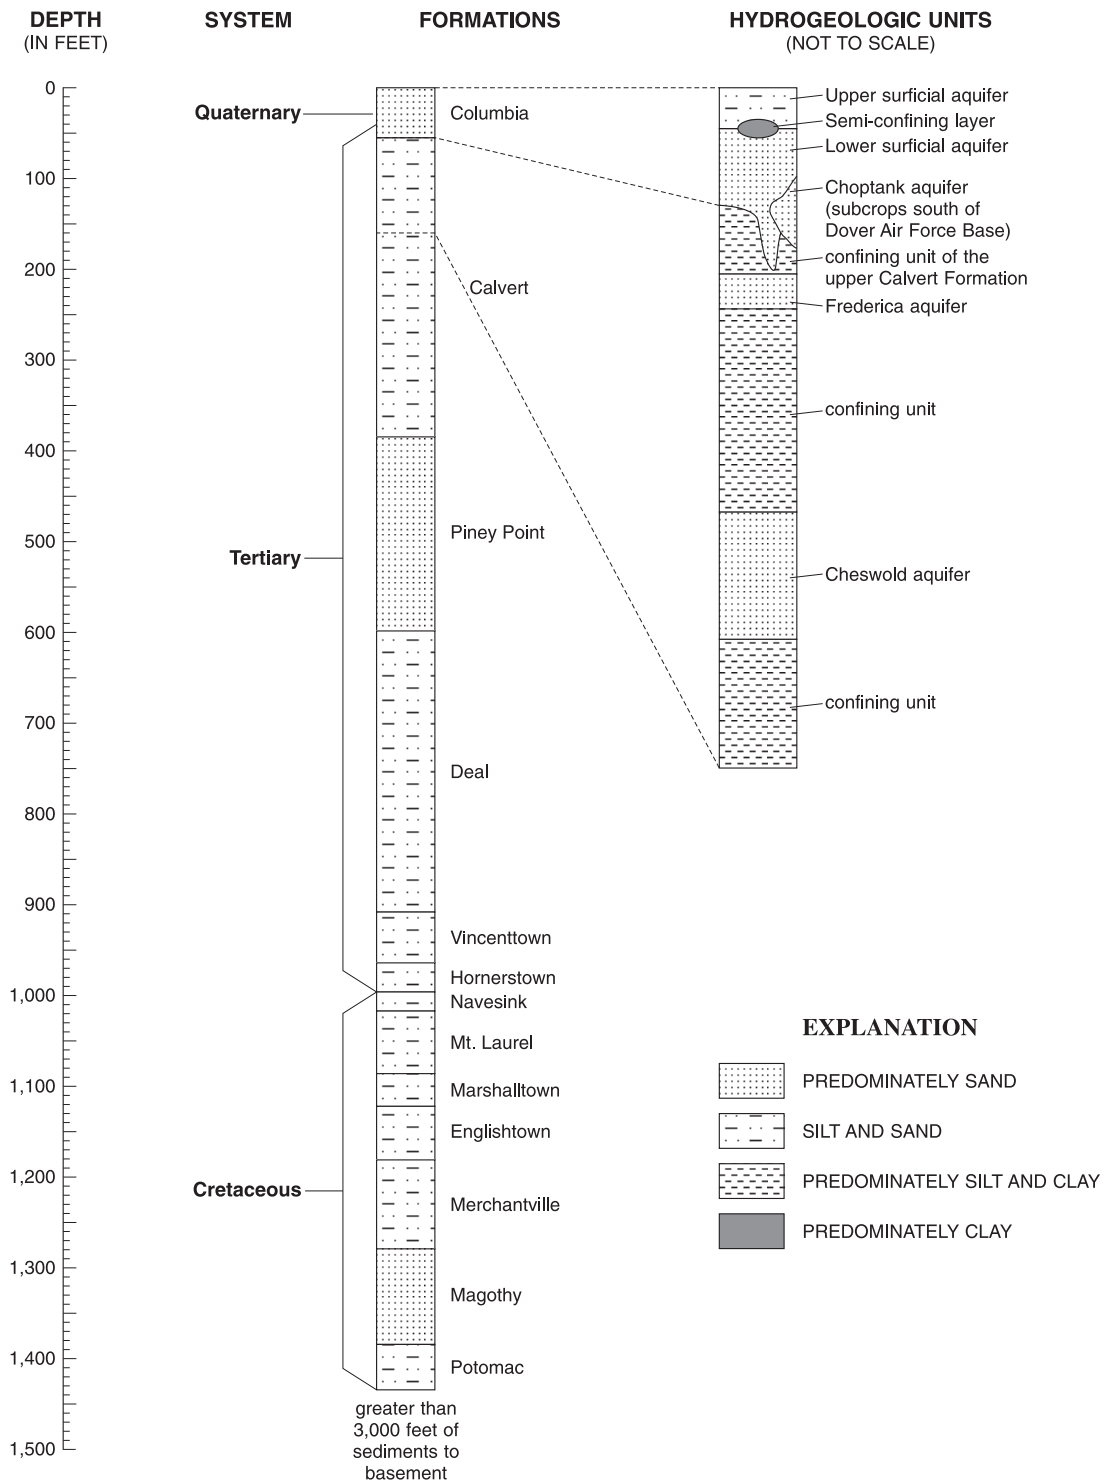 DEPTH
(IN FEET)
SYSTEM
FORMATIONS
HYDROGEOLOGIC UNITS
(NOT TO SCALE)
0
100
200
300
400
500
600
700
800
900
1,000
1,100
1,200
1,300
1,400
1,500
Quaternary
Tertiary
Cretaceous
Columbia
Calvert
Piney Point
Deal
Vincenttown
Hornerstown
Navesink
Mt. Laurel
Marshalltown
Englishtown
Merchantville
Magothy
Potomac
greater than
3,000 feet of
sediments to
basement
Upper surficial aquifer
Semi-confining layer
Lower surficial aquifer
Choptank aquifer
(subcrops south of
Dover Air Force Base)
confining unit of the
upper Calvert Formation
Frederica aquifer
confining unit
Cheswold aquifer
confining unit
EXPLANATION
PREDOMINATELY SAND
SILT AND SAND
PREDOMINATELY SILT AND CLAY
PREDOMINATELY CLAY